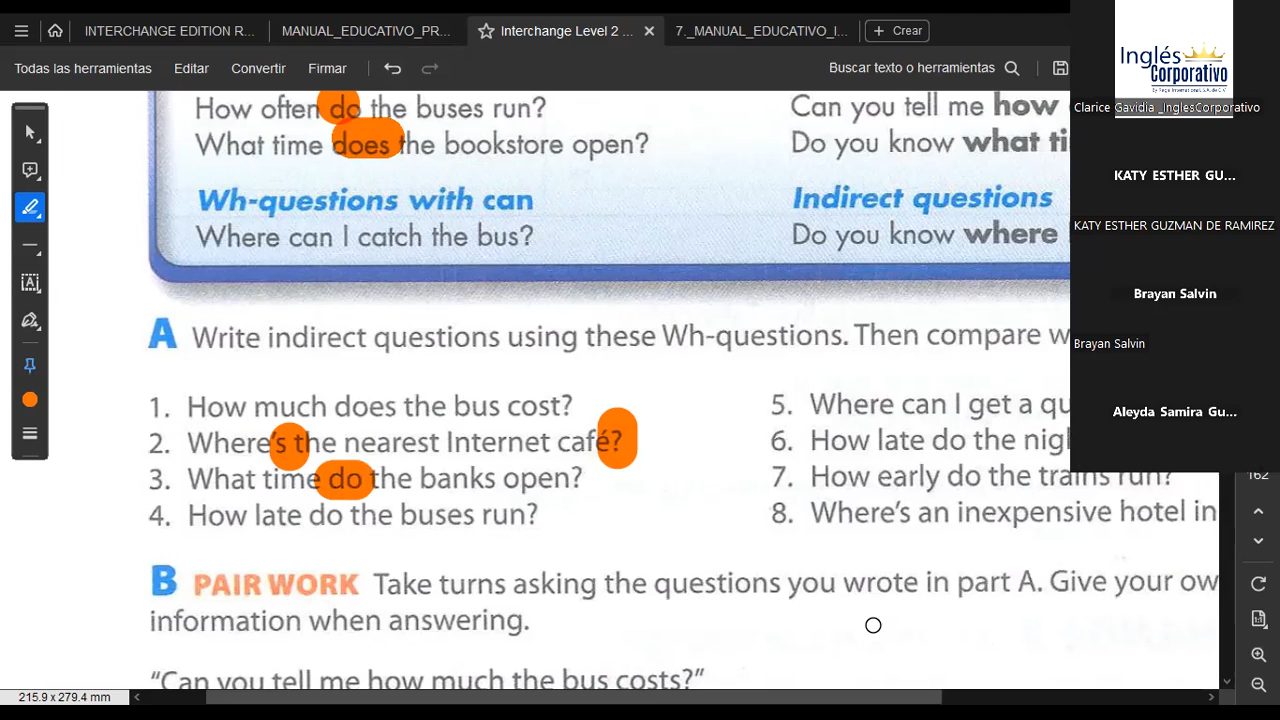 INTERCHANGE EDITION R...
MANUAL_EDUCATIVO_PR...
Interchange Level 2 ...
7._MANUAL_EDUCATIVO_I...
Crear
Todas las herramientas
Editar
Convertir
Firmar
Buscar texto o herramientas
Inglés
Corporativo
Clarice Gavidia _InglesCorporativo
KATY ESTHER GU...
KATY ESTHER GUZMAN DE RAMIREZ
Brayan Salvin
Brayan Salvin
Aleyda Samira Gu...
How often do the buses run?
Can you tell me how
What time does the bookstore open?
Do you know what ti
Wh-questions with can
Indirect questions
Where can I catch the bus?
Do you know where
A Write indirect questions using these Wh-questions. Then compare w
1. How much does the bus cost?
2. Where's the nearest Internet café?
3. What time do the banks open?
4. How late do the buses run?
5. Where can I get a qu
6. How late do the nigh
7. How early do the trains run?
8. Where's an inexpensive hotel in
B PAIR WORK Take turns asking the questions you wrote in part A. Give your ow
information when answering.
"Can you tell me how much the bus costs?"
162
215.9 x 279.4 mm